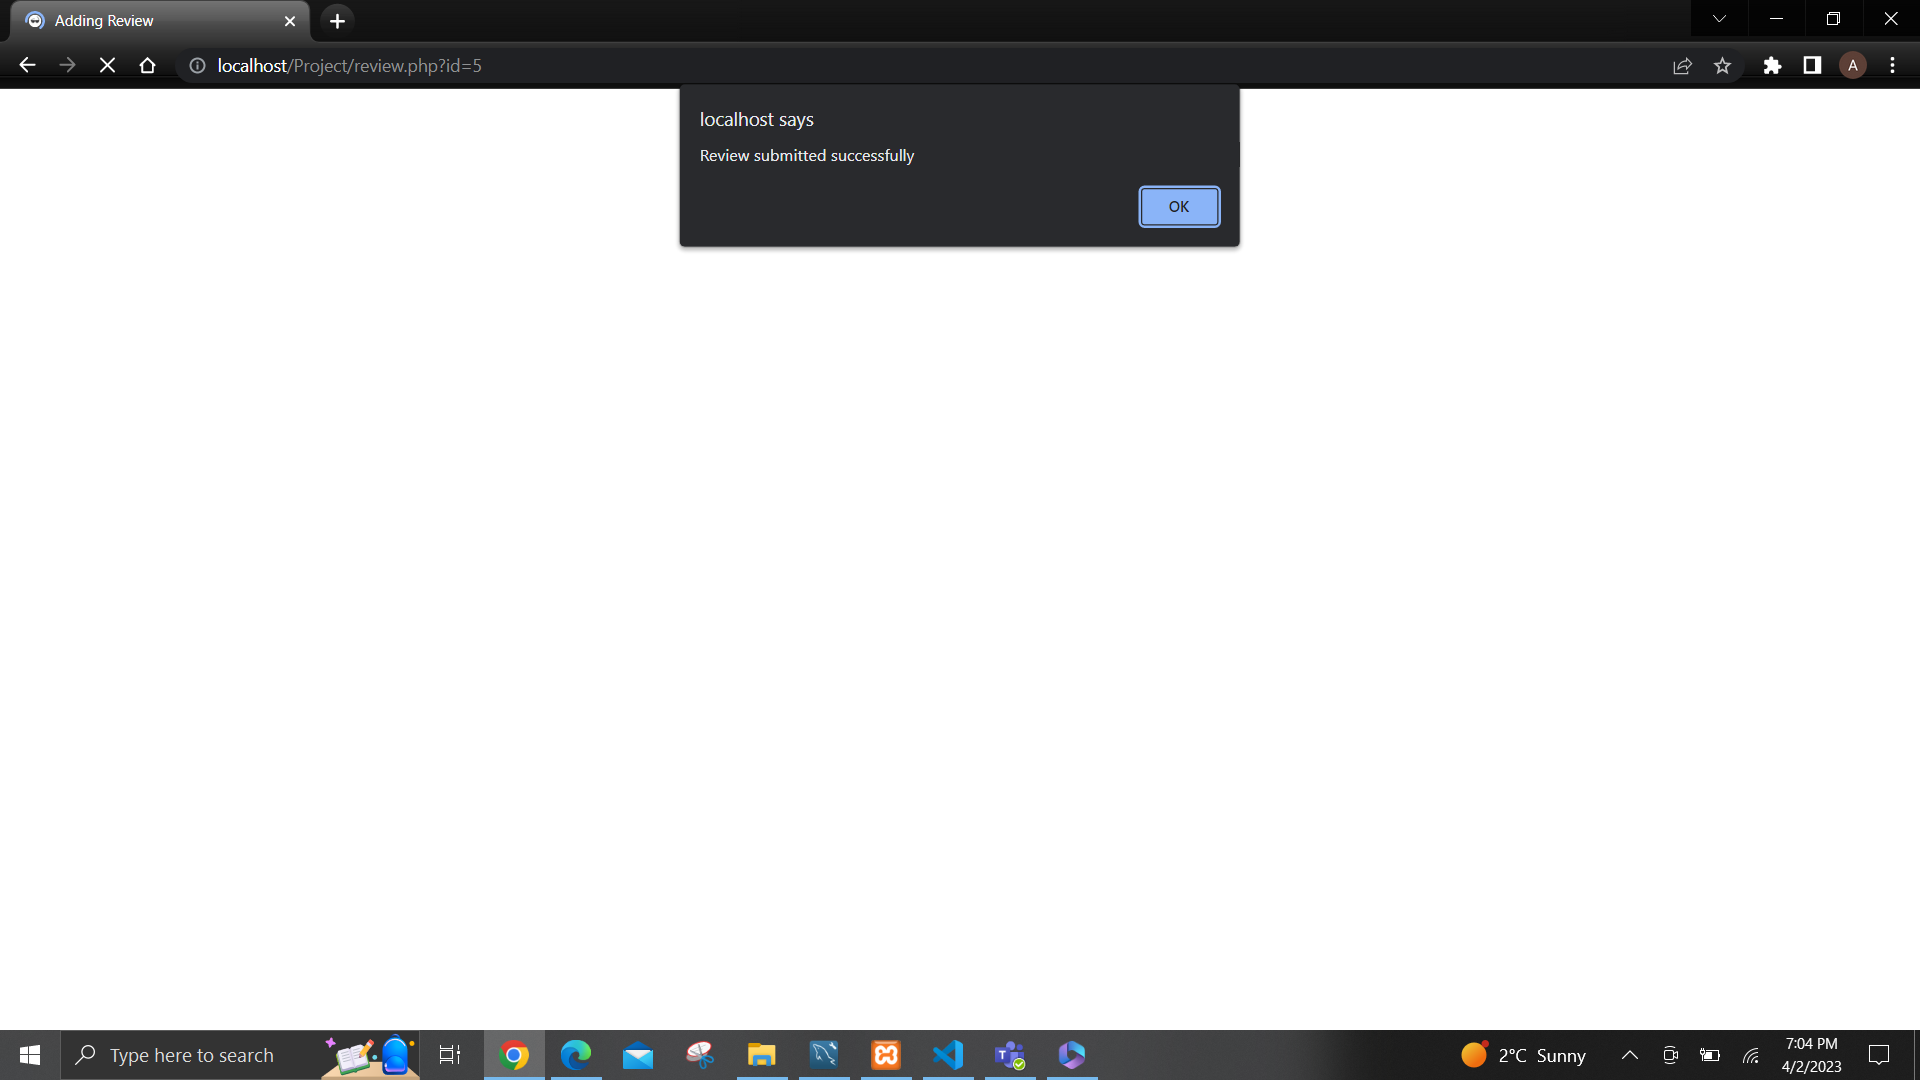 Adding Review
localhost/Project/review.php?id=5
A
localhost says
Review submitted successfully
OK
Type here to search
2°C Sunny
7:04 PM
4/2/2023